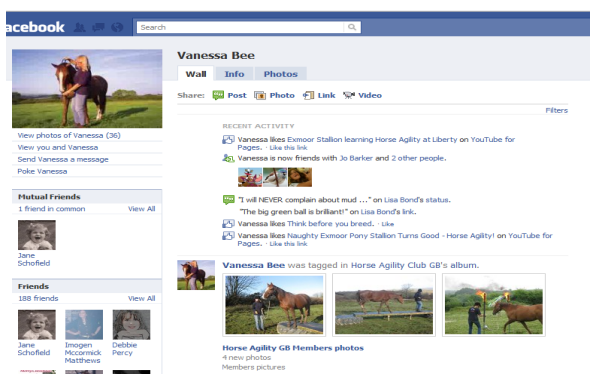 acebook
Search
Vanessa Bee
Wall Info Photos
Share: Post Photo Link Video
Filters
View photos of Vanessa (36)
View you and Vanessa
Send Vanessa a message
Poke Vanessa
Mutual Friends
1 friend in common View All
Jane
Schofield
Friends
188 friends View All
Jane Imogen Debbie
Schofield Mccormick Percy
Matthews
RECENT ACTIVITY
Vanessa likes Exmoor Stallion learning Horse Agility at Liberty on YouTube for
Pages. · Like this link
Vanessa is now friends with Jo Barker and 2 other people.
"I will NEVER complain about mud ..." on Lisa Bond's status.
"The big green ball is brilliant!" on Lisa Bond's link.
Vanessa likes Think before you breed. · Like
Vanessa likes Naughty Exmoor Pony Stallion Turns Good - Horse Agility! on YouTube for
Pages. · Like this link
Vanessa Bee was tagged in Horse Agility Club GB's album.
Horse Agility GB Members photos
4 new photos
Members pictures